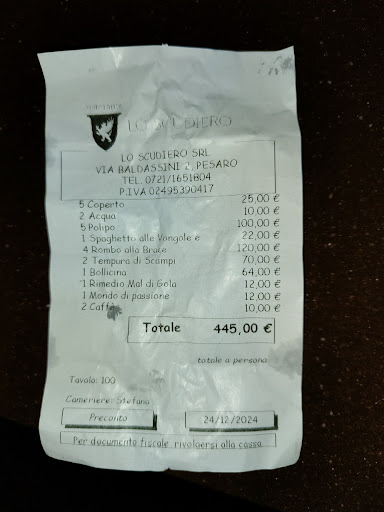 LO SCUDIERO
LO SCUDIERO SRL
VIA BALDASSINI 2, PESARO
TEL. 0721/1651804
P.IVA 02495390417
5 Coperto 25,00 €
2 Acqua 10,00 €
5 Polipo 100,00 €
1 Spaghetto alle Vongole e 22,00 €
4 Rombo alla Brace 120,00 €
2 Tempura di Scampi 70,00 €
1 Bollicina 64,00 €
1 Rimedio Mal di Gola 12,00 €
1 Mondo di passione 12,00 €
2 Caffe 10,00 €
Totale 445,00 €
totale a persona
Tavolo: 100
Cameriere: Stefana
Preconto 24/12/2024
Per documento fiscale rivolgersi alla cassa